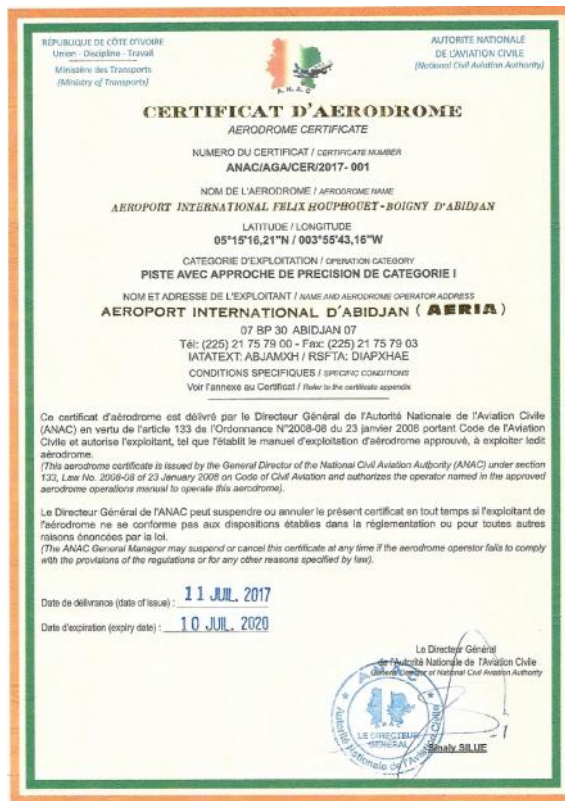 RÉPUBLIQUE DE CÔTE D'IVOIRE
Union - Discipline - Travail
Ministère des Transports
(Ministry of Transports)
AUTORITE NATIONALE
DE L'AVIATION CIVILE
(National Civil Aviation Authority)
A. N. A. C
CERTIFICAT D'AERODROME
AERODROME CERTIFICATE
NUMERO DU CERTIFICAT / CERTIFICATE NUMBER
ANAC/AGA/CER/2017- 001
NOM DE L'AERODROME / AERODROME NAME
AEROPORT INTERNATIONAL FELIX HOUPHOUET-BOIGNY D'ABIDJAN
LATITUDE / LONGITUDE
05°15'16,21"N / 003°55'43,16"W
CATEGORIE D'EXPLOITATION / OPERATION CATEGORY
PISTE AVEC APPROCHE DE PRECISION DE CATEGORIE I
NOM ET ADRESSE DE L'EXPLOITANT / NAME AND AERODROME OPERATOR ADDRESS
AEROPORT INTERNATIONAL D'ABIDJAN ( AERIA )
07 BP 30 ABIDJAN 07
Tél: (225) 21 75 79 00 - Fax: (225) 21 75 79 03
IATATEXT: ABJAMXH / RSFTA: DIAPXHAE
CONDITIONS SPECIFIQUES / SPECIFIC CONDITIONS
Voir l'annexe au Certificat / Refer to the certificate appendix
Ce certificat d'aérodrome est délivré par le Directeur Général de l'Autorité Nationale de l'Aviation Civile
(ANAC) en vertu de l'article 133 de l'Ordonnance N°2008-08 du 23 janvier 2008 portant Code de l'Aviation
Civile et autorise l'exploitant, tel que l'établit le manuel d'exploitation d'aérodrome approuvé, à exploiter ledit
aérodrome.
(This aerodrome certificate is issued by the General Director of the National Civil Aviation Authority (ANAC) under section
133, Law No. 2008-08 of 23 January 2008 on Code of Civil Aviation and authorizes the operator named in the approved
aerodrome operations manual to operate this aerodrome).
Le Directeur Général de l'ANAC peut suspendre ou annuler le présent certificat en tout temps si l'exploitant de
l'aérodrome ne se conforme pas aux dispositions établies dans la réglementation ou pour toutes autres
raisons énoncées par la loi.
(The ANAC General Manager may suspend or cancel this certificate at any time if the aerodrome operator fails to comply
with the provisions of the regulations or for any other reasons specified by law).
Date de délivrance (date of issue) : 11 JUIL. 2017
Date d'expiration (expiry date) : 10 JUIL. 2020
Le Directeur Général
de l'Autorité Nationale de l'Aviation Civile
General Director of National Civil Aviation Authority
A.N.A.C
Autorité Nationale de l'Aviation Civile
LE DIRECTEUR
GENERAL
Sinaly SILUE